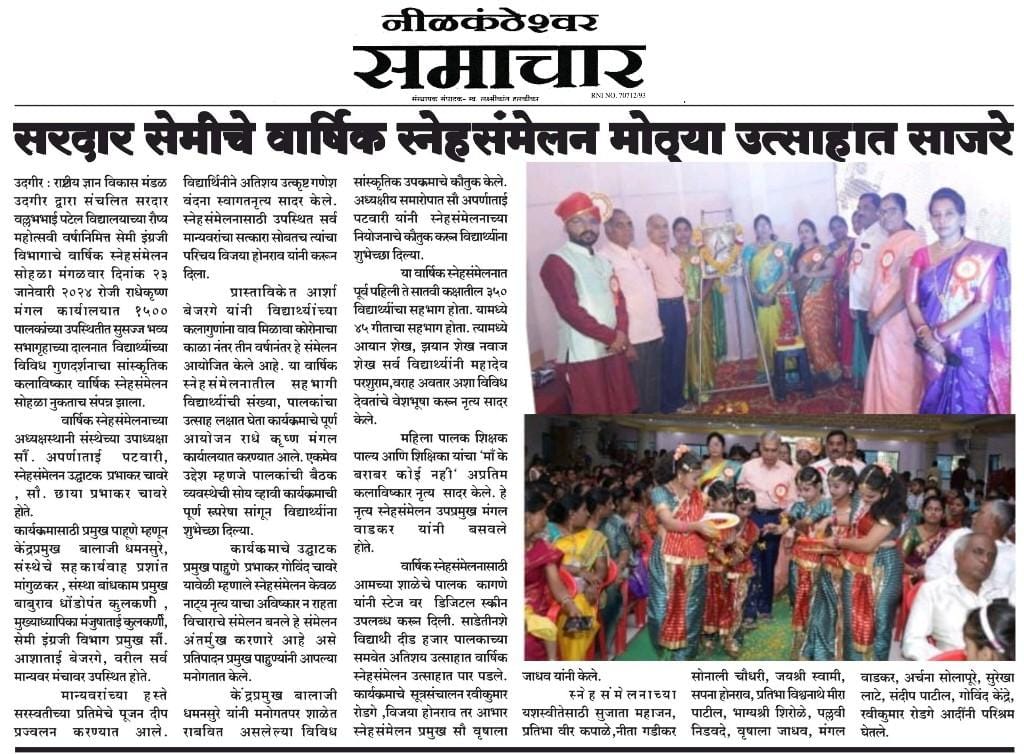 नीळकंठेश्वर
समाचार
संस्थापक संपादक- स्व. लक्ष्मीकांत हलकीकर
RNI NO. 70712/93
सरदार सेमीचे वार्षिक स्नेहसंमेलन मोठ्या उत्साहात साजरे
उदगीर : राष्ट्रीय ज्ञान विकास मंडळ
उदगीर द्वारा संचलित सरदार
वल्लभभाई पटेल विद्यालयाच्या रौप्य
महोत्सवी वर्षानिमित्त सेमी इंग्रजी
विभागाचे वार्षिक स्नेहसंमेलन
सोहळा मंगळवार दिनांक २३
जानेवारी २०२४ रोजी राधेकृष्ण
मंगल कार्यालयात १५००
पालकांच्या उपस्थितीत सुसज्ज भव्य
सभागृहाच्या दालनात विद्यार्थीच्या
विविध गुणदर्शनाचा सांस्कृतिक
कलाविष्कार वार्षिक स्नेहसंमेलन
सोहळा नुकताच संपन्न झाला.
वार्षिक स्नेहसंमेलनाच्या
अध्यक्षस्थानी संस्थेच्या उपाध्यक्षा
सौं. अपर्णाताई पटवारी,
स्नेहसंमेलन उद्घाटक प्रभाकर चावरे
, सौ. छाया प्रभाकर चावरे
होते.
कार्यक्रमासाठी प्रमुख पाहूणे म्हणून
केंद्रप्रमुख बालाजी धमनसुरे,
संस्थेचे सहकार्यवाह प्रशांत
मांगुळकर, संस्था बांधकाम प्रमुख
बाबुराव धोंडोपंत कुलकर्णी ,
मुख्याध्यापिका मंजुषाताई कुलकर्णी,
सेमी इंग्रजी विभाग प्रमुख सौं.
आशाताई बेजरगे, वरील सर्व
मान्यवर मंचावर उपस्थित होते.
मान्यवरांच्या हस्ते
सरस्वतीच्या प्रतिमेचे पूजन दीप
प्रज्वलन करण्यात आले.
विद्यार्थिनीने अतिशय उत्कृष्ट गणेश
वंदना स्वागतनृत्य सादर केले.
स्नेहसंमेलनासाठी उपस्थित सर्व
मान्यवरांचा सत्कारा सोबतच त्यांचा
परिचय विजया होनराव यांनी करून
दिला.
प्रास्ताविकेत आर्शा
बेजरगे यांनी विद्यार्थ्यांच्या
कलागुणांना वाव मिळावा कोरोनाचा
काळा नंतर तीन वर्षानंतर हे संमेलन
आयोजित केले आहे. या वार्षिक
स्नेहसंमेलनातील सहभागी
विद्यार्थीची संख्या, पालकांचा
उत्साह लक्षात घेता कार्यक्रमाचे पूर्ण
आयोजन राधे कृष्ण मंगल
कार्यालयात करण्यात आले. एकमेव
उद्देश म्हणजे पालकांची बैठक
व्यवस्थेची सोय व्हावी कार्यक्रमाची
पूर्ण रूपरेषा सांगून विद्यार्थ्यांना
शुभेच्छा दिल्या.
कार्यक्रमाचे उद्घाटक
प्रमुख पाहुणे प्रभाकर गोविंद चावरे
यावेळी म्हणाले स्नेहसंमेलन केवळ
नाट्य नृत्य याचा अविष्कार न राहता
विचाराचे संमेलन बनले हे संमेलन
अंतर्मुख करणारे आहे असे
प्रतिपादन प्रमुख पाहुण्यांनी आपल्या
मनोगतात केले.
केंद्रप्रमुख बालाजी
धमनसुरे यांनी मनोगतपर शाळेत
राबवित असलेल्या विविध
सांस्कृतिक उपक्रमाचे कौतुक केले.
अध्यक्षीय समारोपात सौ अपर्णाताई
पटवारी यांनी स्नेहसंमेलनाच्या
नियोजनाचे कौतुक करून विद्यार्थ्यांना
शुभेच्छा दिल्या.
या वार्षिक स्नेहसंमेलनात
पूर्व पहिली ते सातवी कक्षातील ३५०
विद्यार्थ्यांचा सहभाग होता. यामध्ये
४५ गीताचा सहभाग होता. त्यामध्ये
आयान शेख, झयान शेख नवाज
शेख सर्व विद्यार्थ्यांनी महादेव
परशुराम,वराह अवतार अशा विविध
देवतांचे वेशभूषा करून नृत्य सादर
केले.
महिला पालक शिक्षक
पाल्य आणि शिक्षिका यांचा 'माँ के
बराबर कोई नही' अप्रतिम
कलाविष्कार नृत्य सादर केले. हे
नृत्य स्नेहसंमेलन उपप्रमुख मंगल
वाडकर यांनी बसवले
होते.
वार्षिक स्नेहसंमेलनासाठी
आमच्या शाळेचे पालक कागणे
यांनी स्टेज वर डिजिटल स्क्रीन
उपलब्ध करून दिली. साडेतीनशे
विद्यार्थी दीड हजार पालकाच्या
समवेत अतिशय उत्साहात वार्षिक
स्नेहसंमेलन उत्साहात पार पडले.
कार्यक्रमाचे सूत्रसंचालन रवीकुमार
रोडगे ,विजया होनराव तर आभार
स्नेहसंमेलन प्रमुख सौ वृषाला
जाधव यांनी केले.
स्नेहसंमेलनाच्या
यशस्वीतेसाठी सुजाता महाजन,
प्रतिभा वीर कपाळे,नीता गडीकर
सोनाली चौधरी, जयश्री स्वामी,
सपना होनराव, प्रतिभा विश्वनाथे मीरा
पाटील, भाग्यश्री शिरोळे, पल्लवी
निडवदे, वृषाला जाधव, मंगल
वाडकर, अर्चना सोलापूरे, सुरेखा
लाटे, संदीप पाटील, गोविंद केंद्रे,
रवीकुमार रोडगे आदींनी परिश्रम
घेतले.